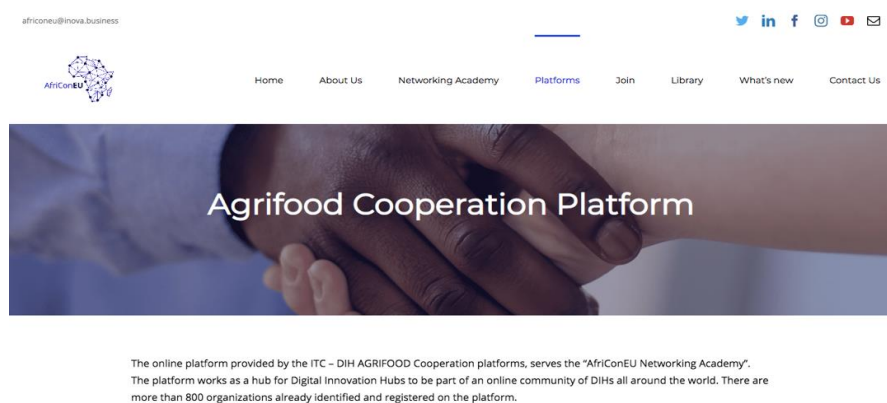 africoneu@inova.business
AfriConEU
Home About Us Networking Academy Platforms Join Library What's new Contact Us
Agrifood Cooperation Platform
The online platform provided by the ITC – DIH AGRIFOOD Cooperation platforms, serves the “AfriConEU Networking Academy”.
The platform works as a hub for Digital Innovation Hubs to be part of an online community of DIHs all around the world. There are
more than 800 organizations already identified and registered on the platform.